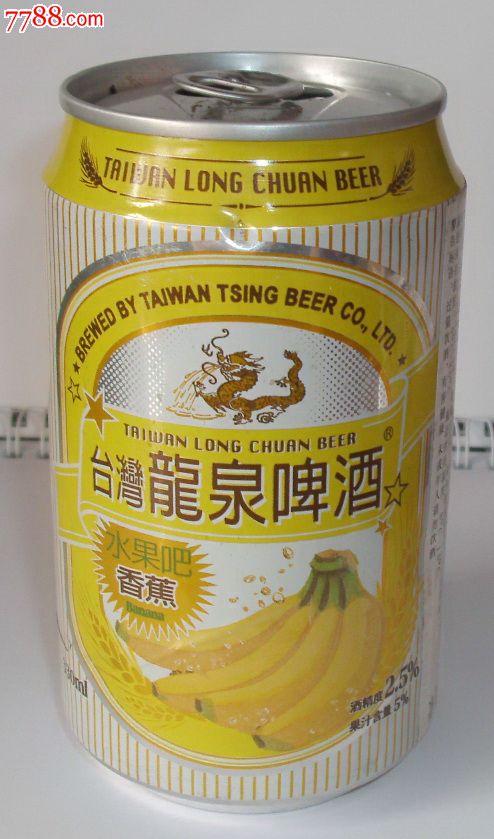 7788.com
TAIWAN LONG CHUAN BEER
BREWED BY TAIWAN TSING BEER CO., LTD.
TAIWAN LONG CHUAN BEER
台灣龍泉啤酒®
水果吧
香蕉
Banana
酒精度2.5%
果汁含量5%